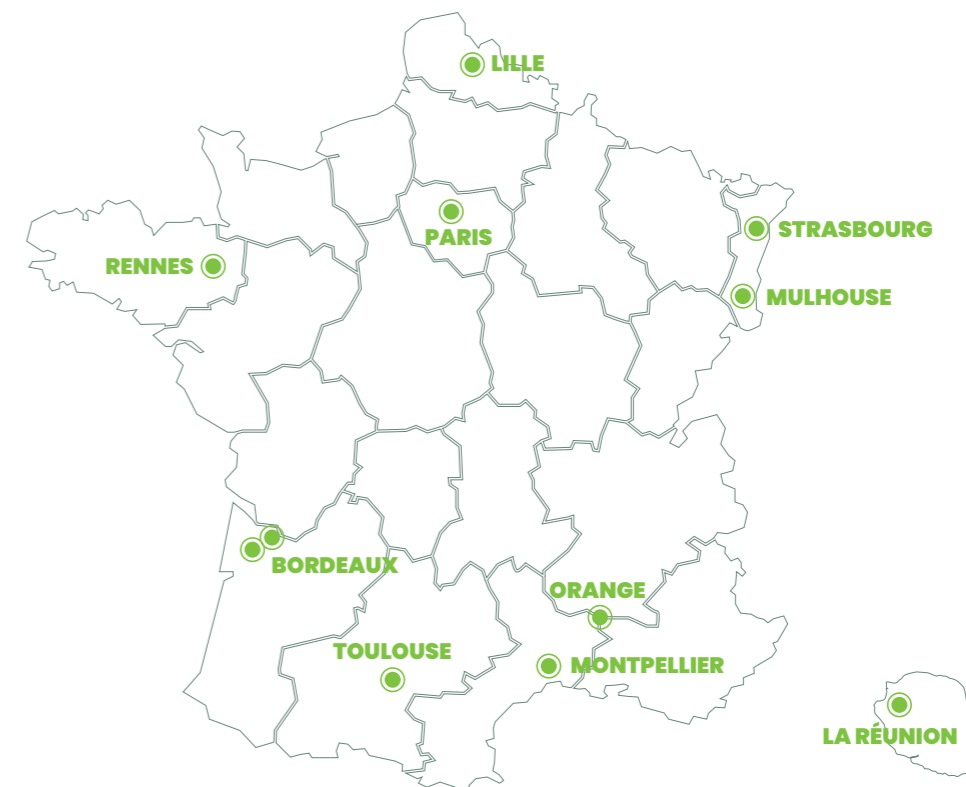 LILLE
STRASBOURG
PARIS
RENNES
MULHOUSE
BORDEAUX
ORANGE
TOULOUSE
MONTPELLIER
LA RÉUNION